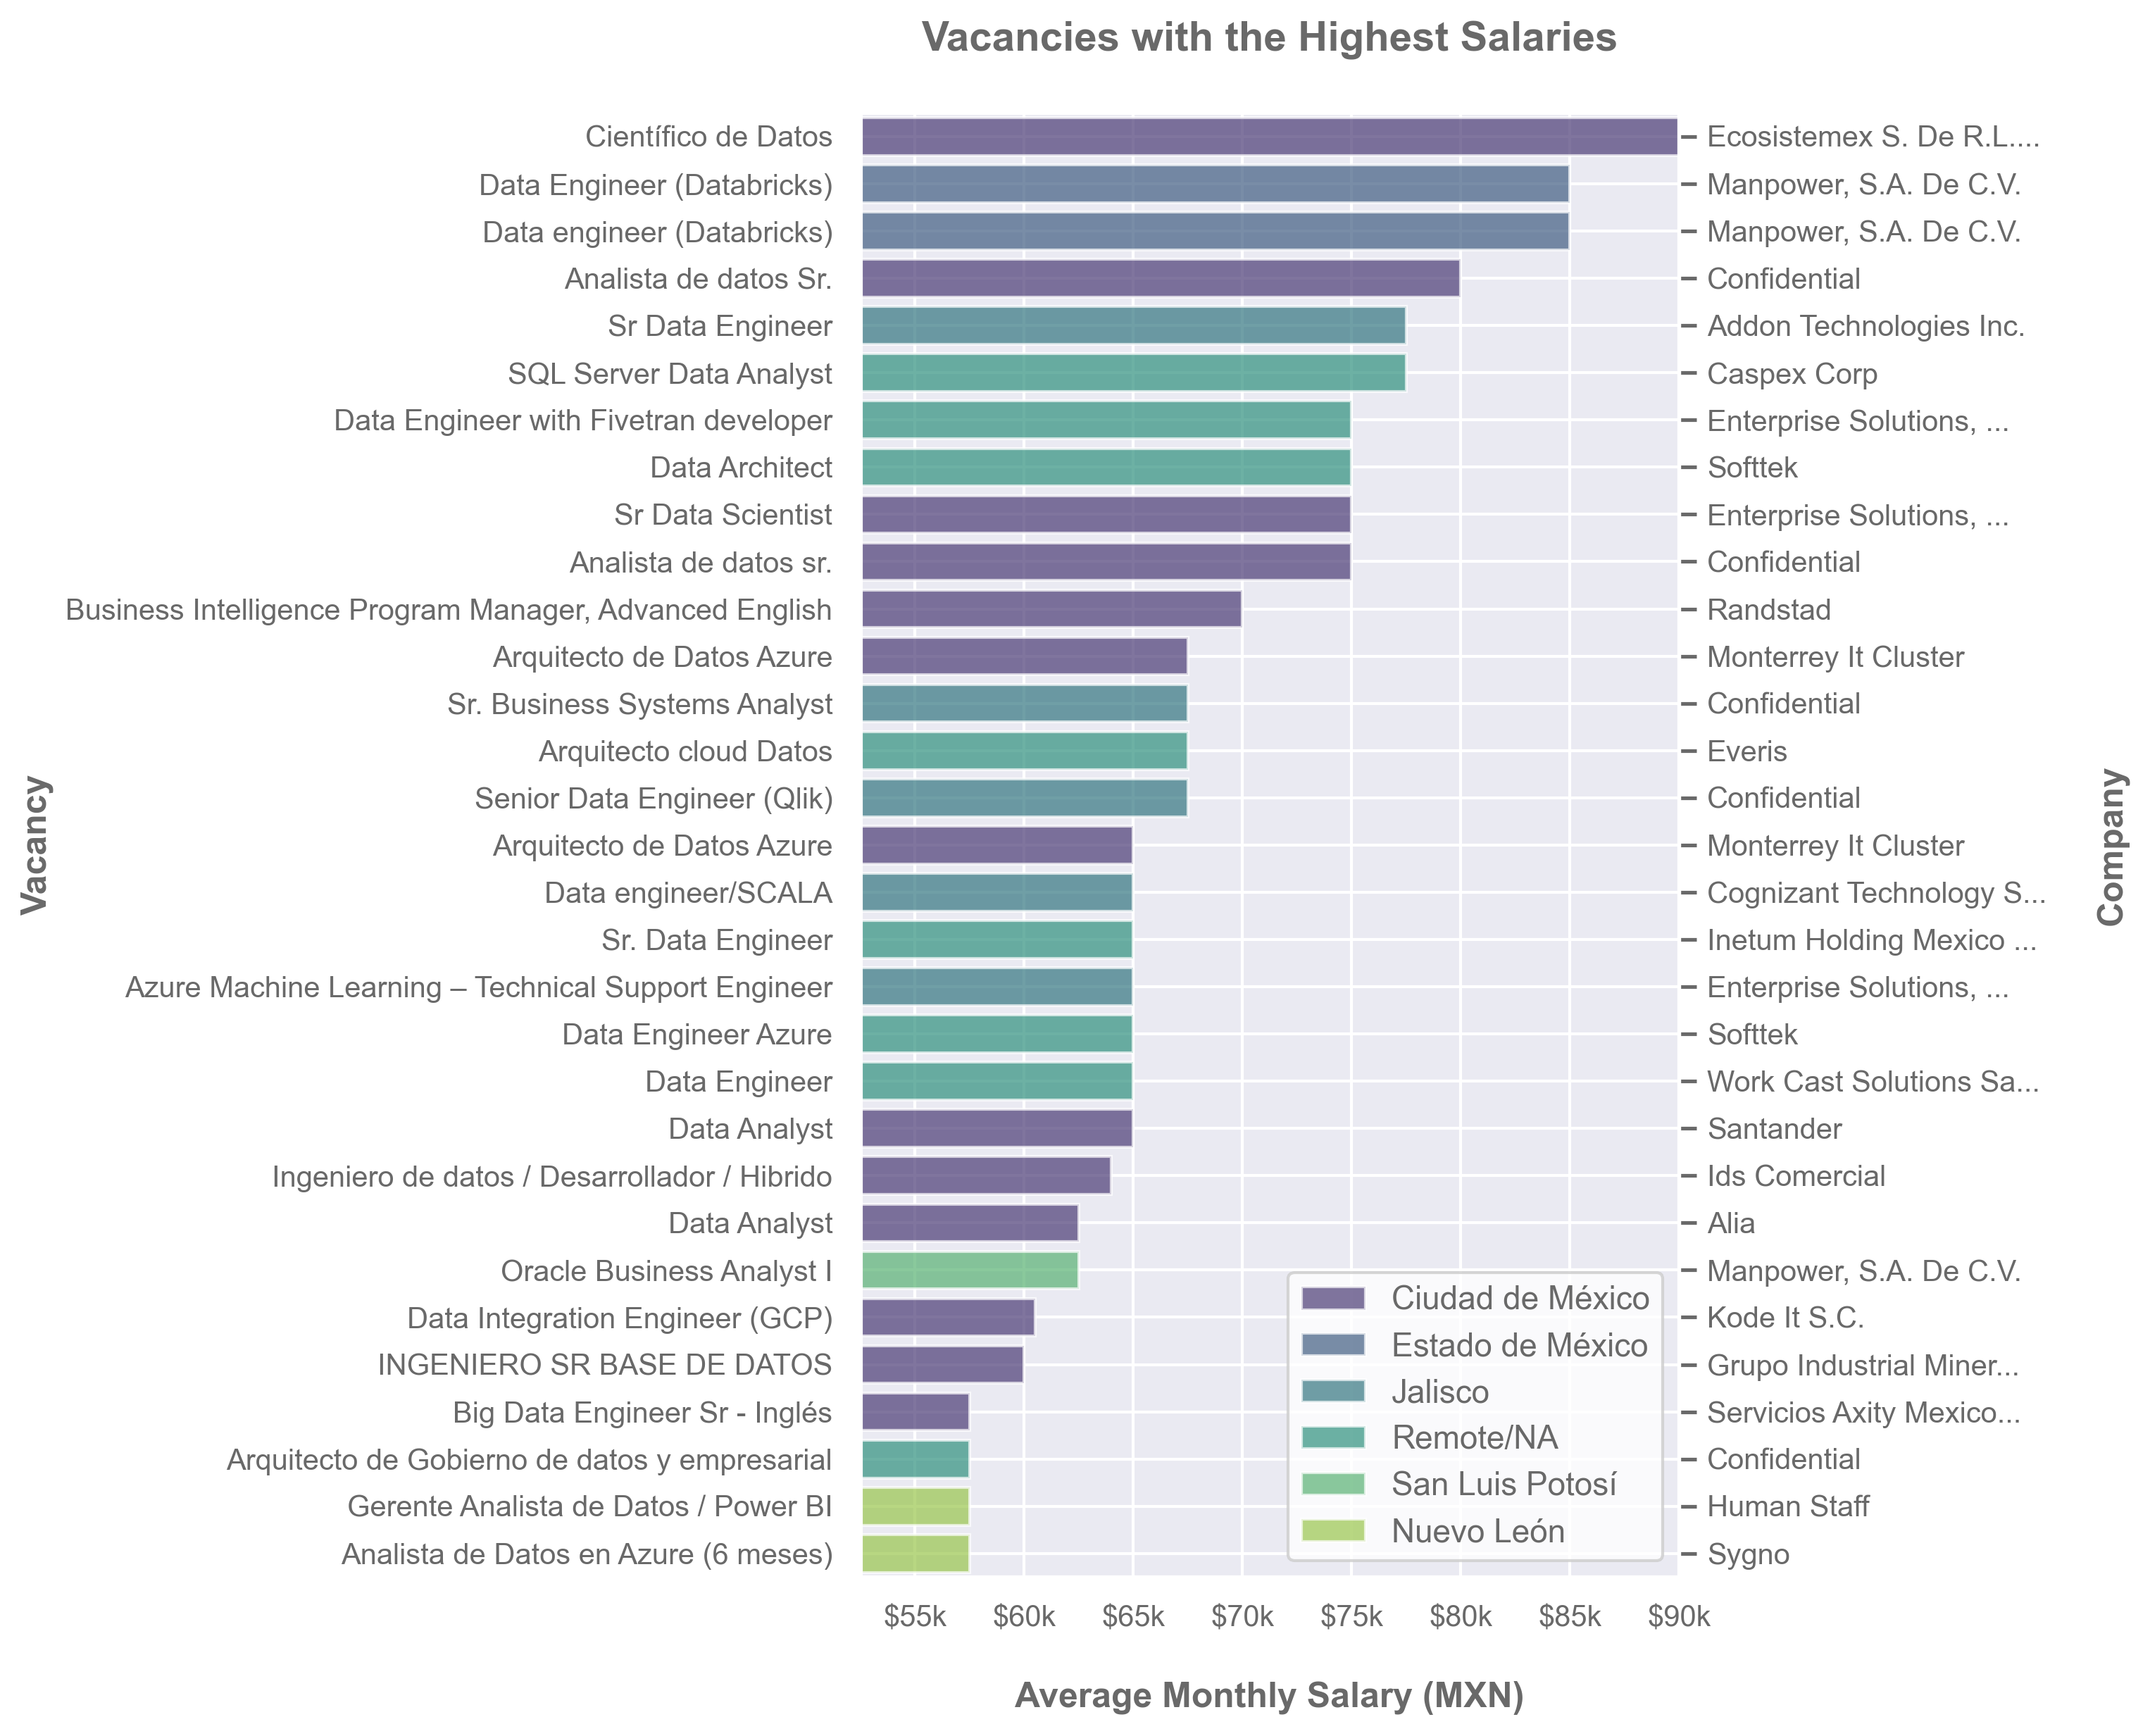 Vacancies with the Highest Salaries
Científico de Datos Ecosistemex S. De R.L....
Data Engineer (Databricks) Manpower, S.A. De C.V.
Data engineer (Databricks) Manpower, S.A. De C.V.
Analista de datos Sr. Confidential
Sr Data Engineer Addon Technologies Inc.
SQL Server Data Analyst Caspex Corp
Data Engineer with Fivetran developer Enterprise Solutions, ...
Data Architect Softtek
Sr Data Scientist Enterprise Solutions, ...
Analista de datos sr. Confidential
Business Intelligence Program Manager, Advanced English Randstad
Arquitecto de Datos Azure Monterrey It Cluster
Sr. Business Systems Analyst Confidential
Arquitecto cloud Datos Everis
Senior Data Engineer (Qlik) Confidential
Arquitecto de Datos Azure Monterrey It Cluster
Data engineer/SCALA Cognizant Technology S...
Sr. Data Engineer Inetum Holding Mexico ...
Azure Machine Learning – Technical Support Engineer Enterprise Solutions, ...
Data Engineer Azure Softtek
Data Engineer Work Cast Solutions Sa...
Data Analyst Santander
Ingeniero de datos / Desarrollador / Hibrido Ids Comercial
Data Analyst Alia
Oracle Business Analyst I Manpower, S.A. De C.V.
Data Integration Engineer (GCP) Kode It S.C.
INGENIERO SR BASE DE DATOS Grupo Industrial Miner...
Big Data Engineer Sr - Inglés Servicios Axity Mexico...
Arquitecto de Gobierno de datos y empresarial Confidential
Gerente Analista de Datos / Power BI Human Staff
Analista de Datos en Azure (6 meses) Sygno
Vacancy
Company
Ciudad de México
Estado de México
Jalisco
Remote/NA
San Luis Potosí
Nuevo León
$55k $60k $65k $70k $75k $80k $85k $90k
Average Monthly Salary (MXN)